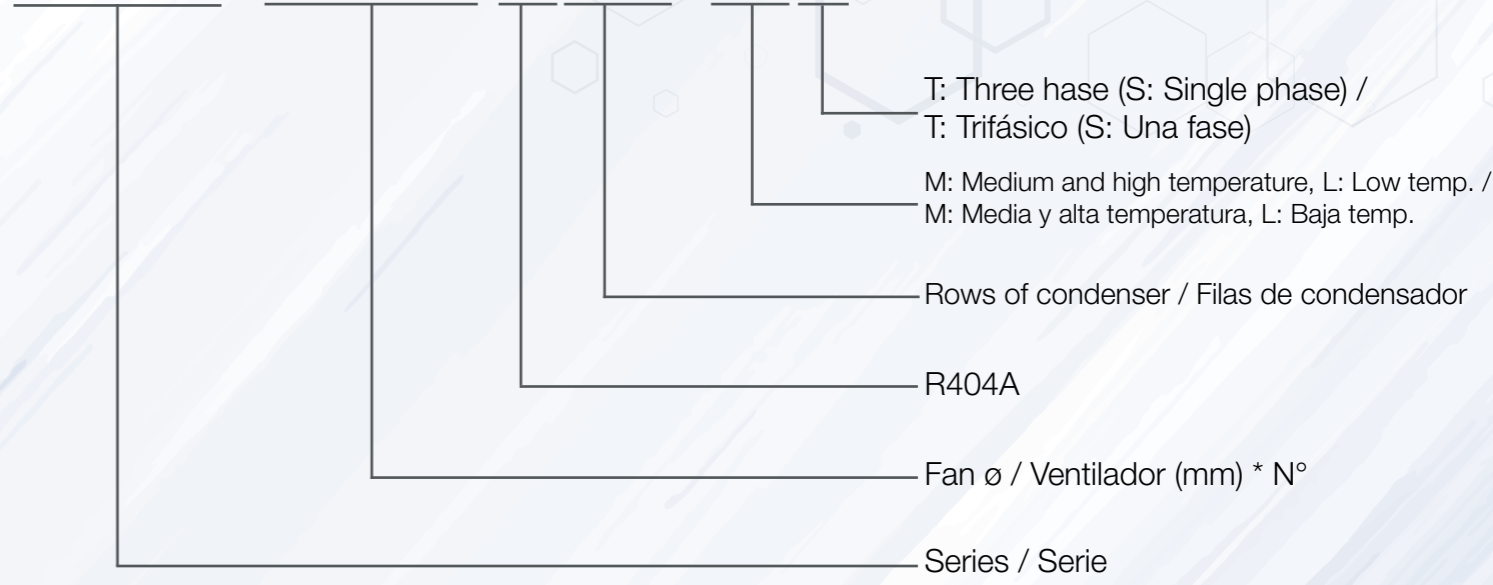 T: Three hase (S: Single phase) /
T: Trifásico (S: Una fase)
M: Medium and high temperature, L: Low temp. /
M: Media y alta temperatura, L: Baja temp.
Rows of condenser / Filas de condensador
R404A
Fan ø / Ventilador (mm) * N°
Series / Serie